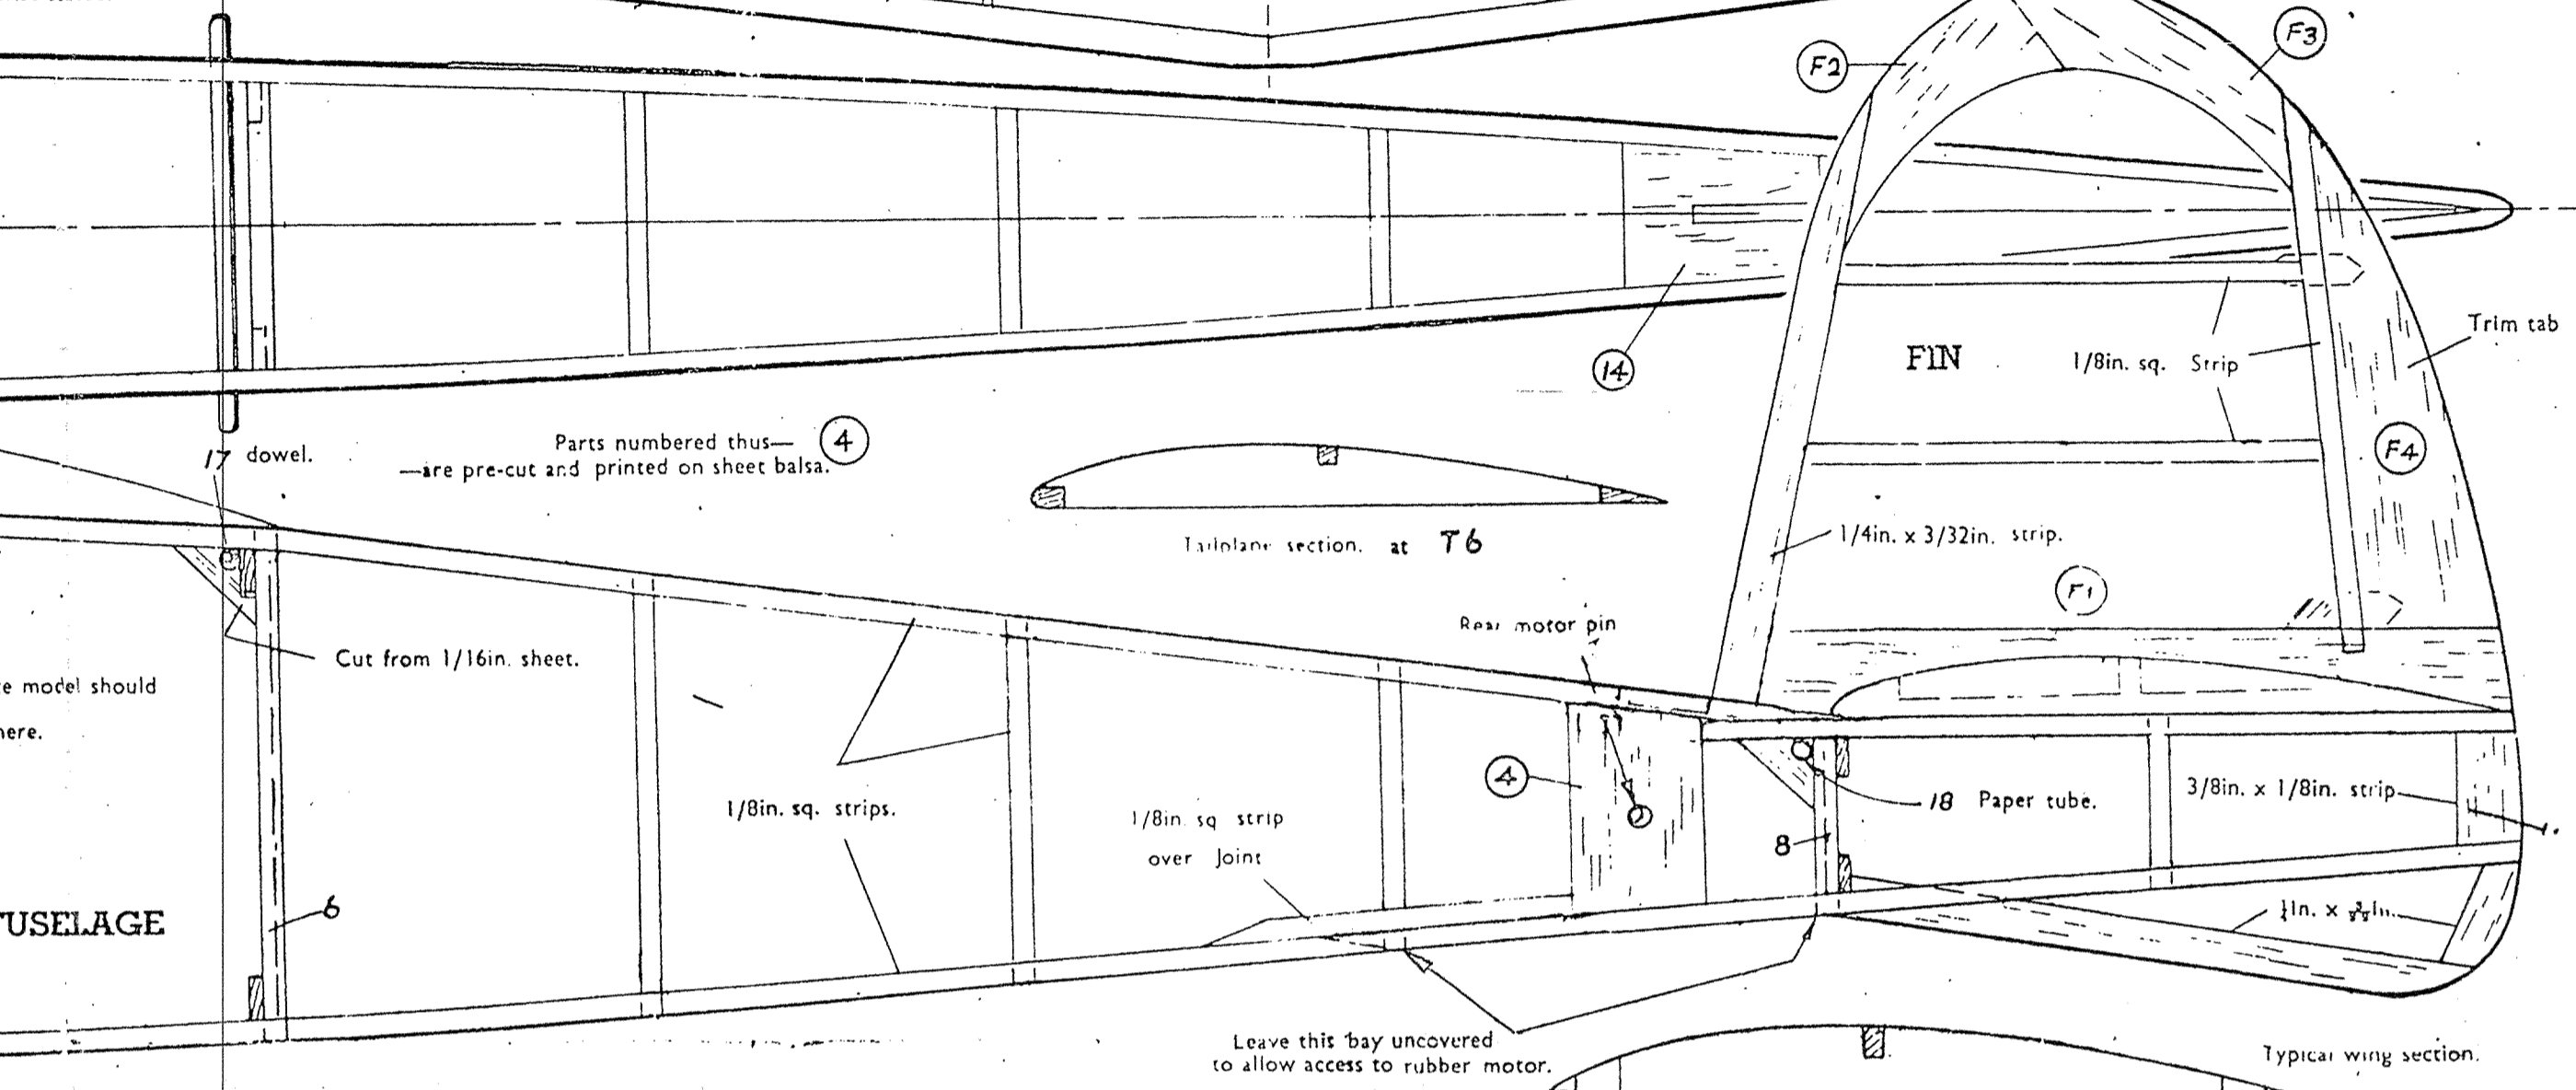 F2
F3
14
FIN
1/8in. sq. Strip
Trim tab
F4
17 dowel.
Parts numbered thus— 4
—are pre-cut and printed on sheet balsa.
Tailplane section. at T6
1/4in. x 3/32in. strip.
F1
Rear motor pin
Cut from 1/16in. sheet.
model should
1/8in. sq. strips.
1/8in. sq strip
over Joint
4
18 Paper tube.
3/8in. x 1/8in. strip
8
6
FUSELAGE
Leave this bay uncovered
to allow access to rubber motor.
Typical wing section.